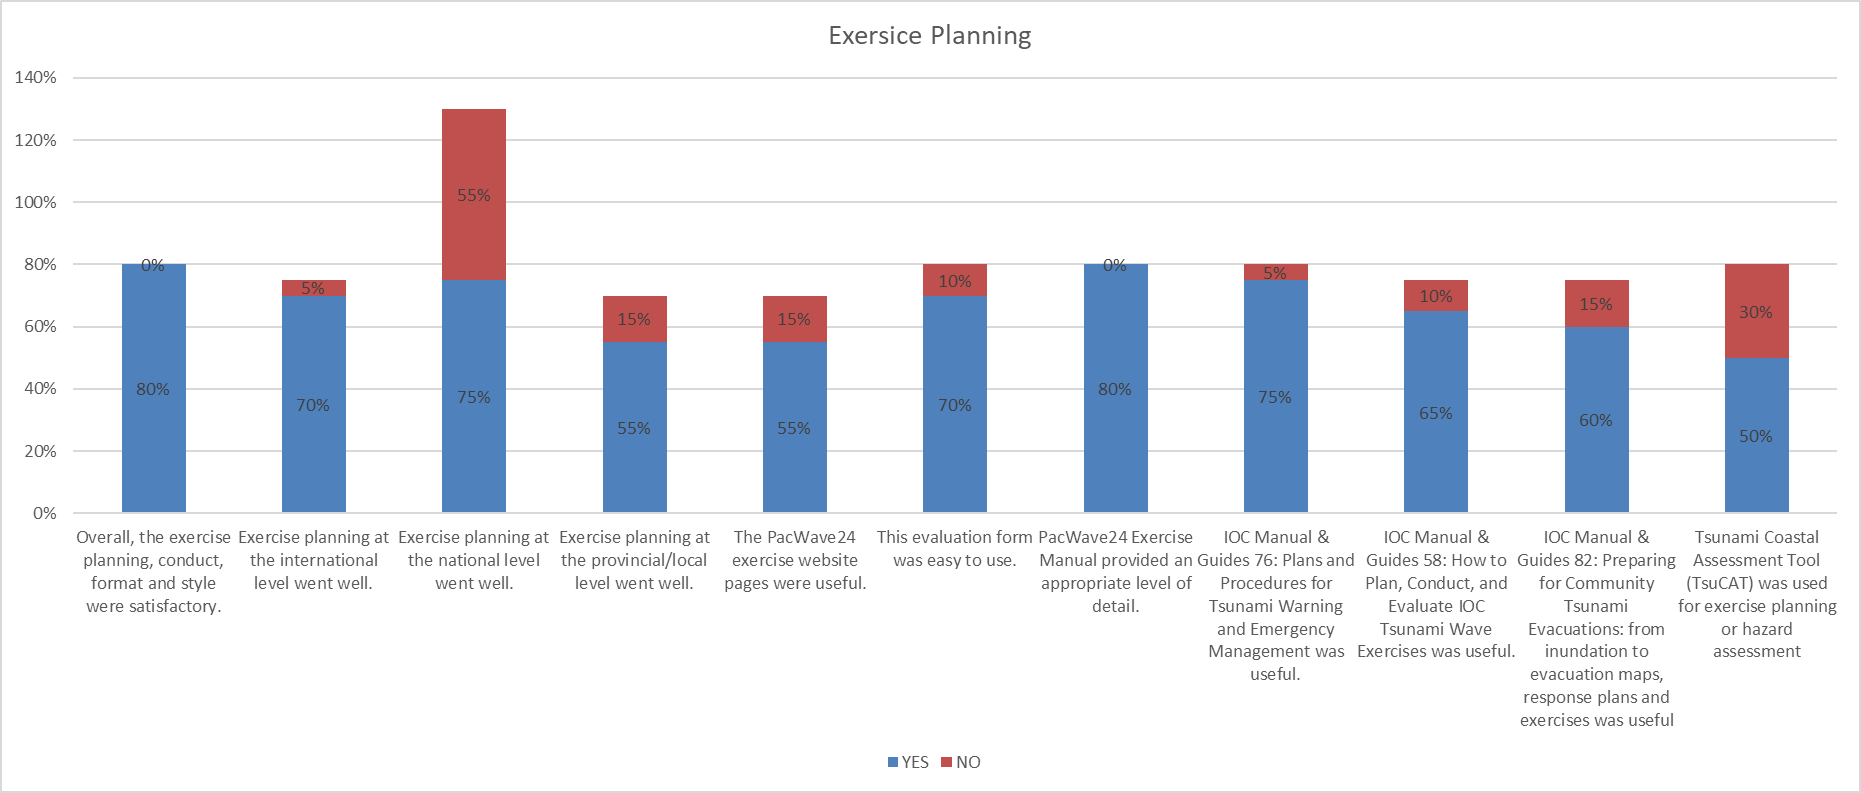 Exersice Planning
140%
120%
100%
80%
60%
40%
20%
0%
0%
80%
5%
70%
55%
75%
15%
55%
15%
55%
10%
70%
0%
80%
5%
75%
10%
65%
15%
60%
30%
50%
Overall, the exercise
planning, conduct,
format and style
were satisfactory.
Exercise planning at
the international
level went well.
Exercise planning at
the national level
went well.
Exercise planning at
the provincial/local
level went well.
The PacWave24
exercise website
pages were useful.
This evaluation form
was easy to use.
PacWave24 Exercise
Manual provided an
appropriate level of
detail.
IOC Manual &
Guides 76: Plans and
Procedures for
Tsunami Warning
and Emergency
Management was
useful.
IOC Manual &
Guides 58: How to
Plan, Conduct, and
Evaluate IOC
Tsunami Wave
Exercises was useful.
IOC Manual &
Guides 82: Preparing
for Community
Tsunami
Evacuations: from
inundation to
evacuation maps,
response plans and
exercises was useful
Tsunami Coastal
Assessment Tool
(TsuCAT) was used
for exercise planning
or hazard
assessment
YES
NO